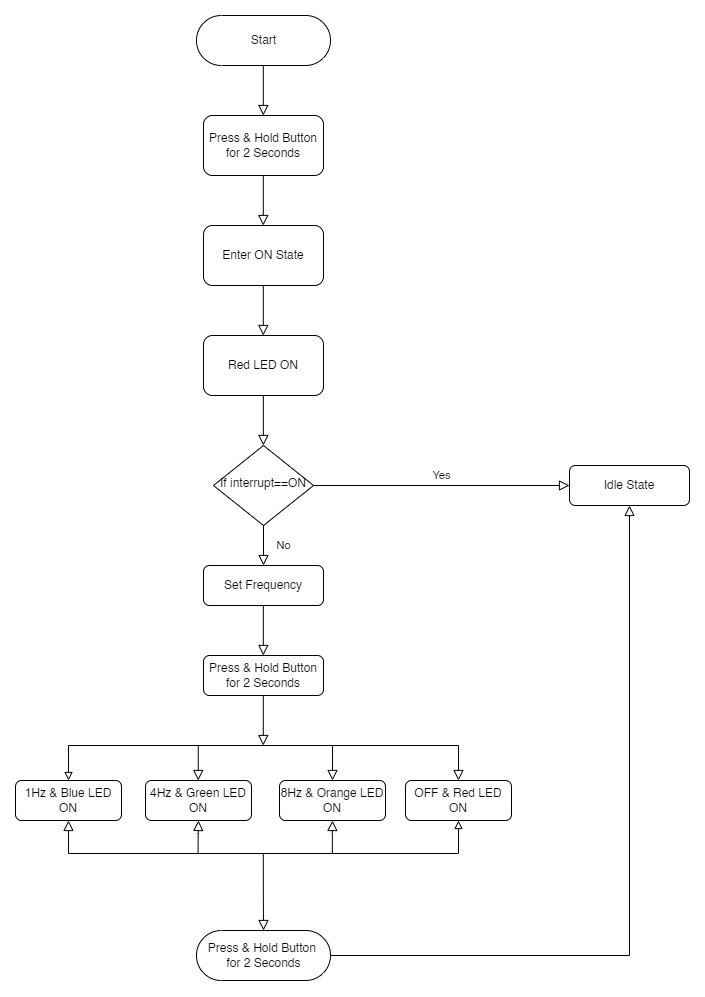 Start
Press & Hold Button
for 2 Seconds
Enter ON State
Red LED ON
If interrupt==ON
Yes
Idle State
No
Set Frequency
Press & Hold Button
for 2 Seconds
1Hz & Blue LED
ON
4Hz & Green LED
ON
8Hz & Orange LED
ON
OFF & Red LED
ON
Press & Hold Button
for 2 Seconds